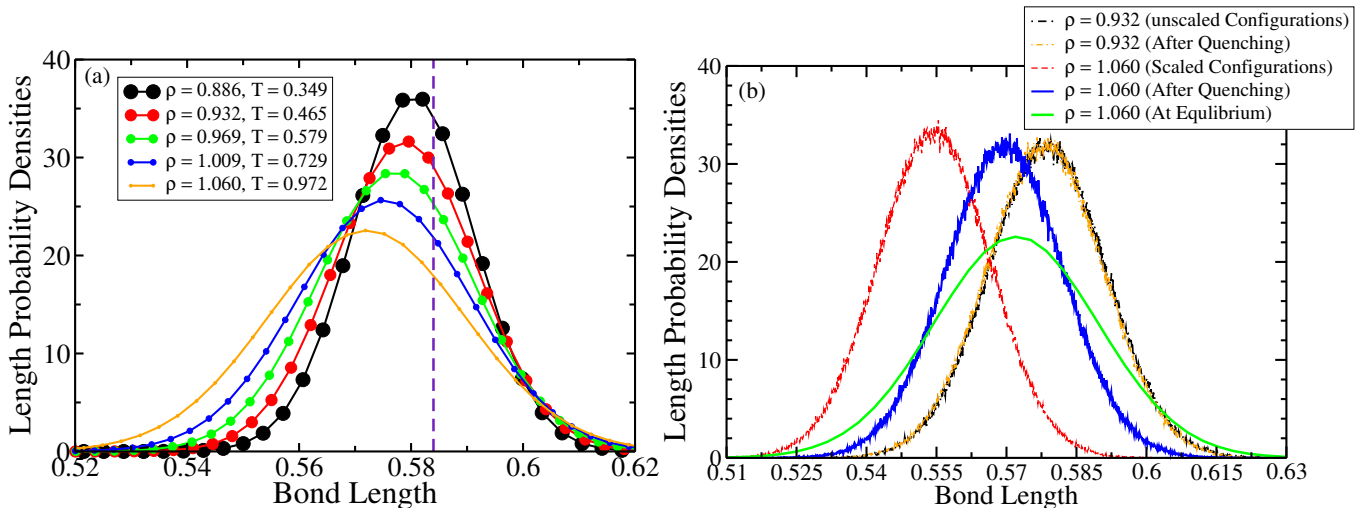 (a)
Length Probability Densities
40
30
20
10
0
ρ = 0.886, T = 0.349
ρ = 0.932, T = 0.465
ρ = 0.969, T = 0.579
ρ = 1.009, T = 0.729
ρ = 1.060, T = 0.972
0.52 0.54 0.56 0.58 0.6 0.62
Bond Length
ρ = 0.932 (unscaled Configurations)
ρ = 0.932 (After Quenching)
ρ = 1.060 (Scaled Configurations)
ρ = 1.060 (After Quenching)
ρ = 1.060 (At Equlibrium)
(b)
Length Probability Densities
40
30
20
10
0
0.51 0.525 0.54 0.555 0.57 0.585 0.6 0.615 0.63
Bond Length